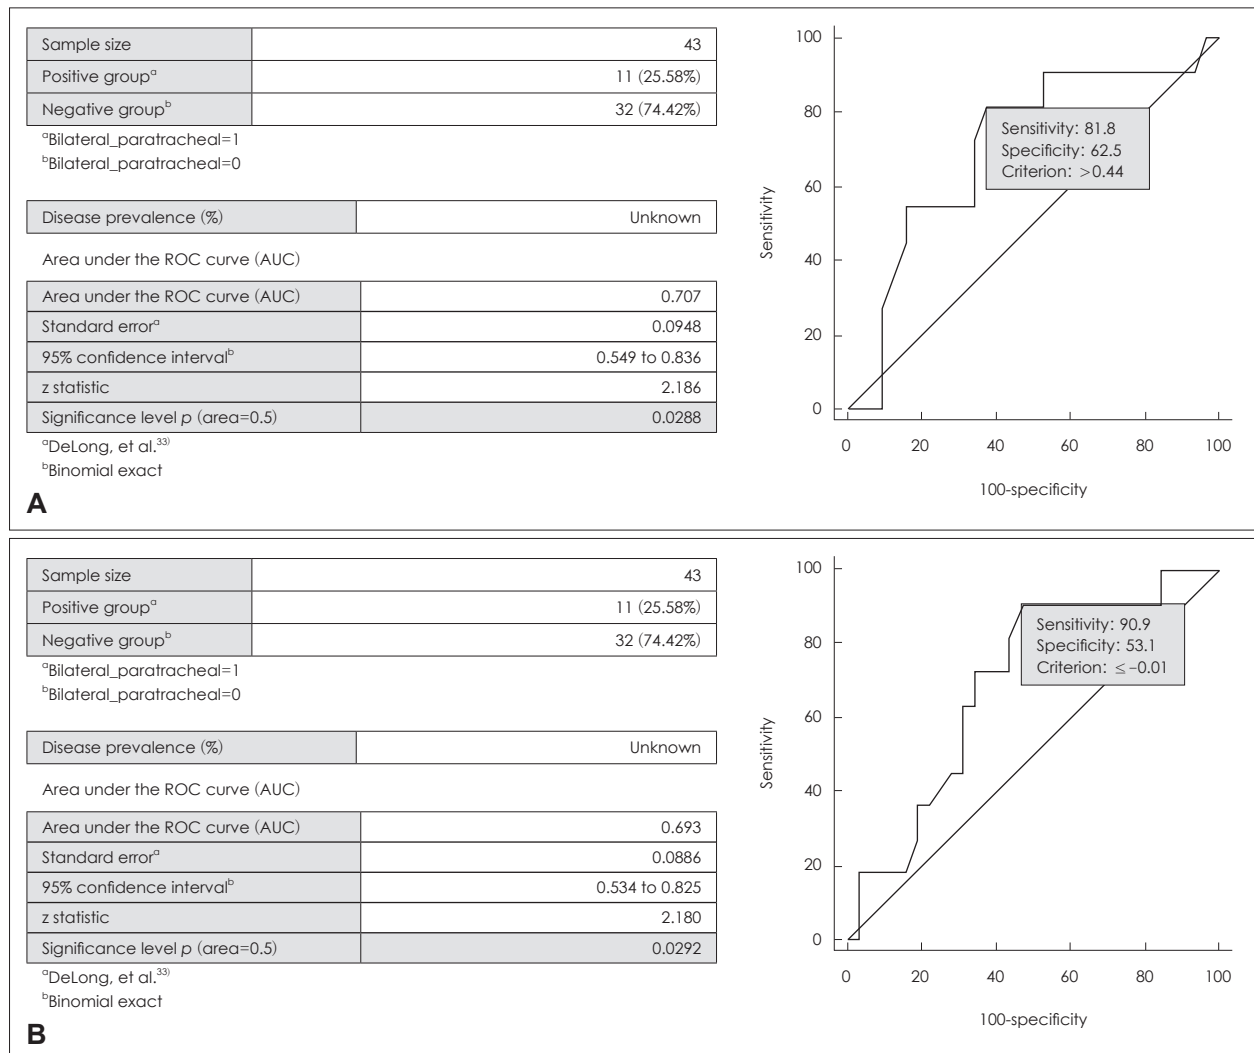 Sample size 43
Positive groupᵃ 11 (25.58%)
Negative groupᵇ 32 (74.42%)
ᵃBilateral_paratracheal=1
ᵇBilateral_paratracheal=0
Disease prevalence (%) Unknown
Area under the ROC curve (AUC)
Area under the ROC curve (AUC) 0.707
Standard errorᵃ 0.0948
95% confidence intervalᵇ 0.549 to 0.836
z statistic 2.186
Significance level p (area=0.5) 0.0288
ᵃDeLong, et al.³³⁾
ᵇBinomial exact
A
Sensitivity
100
80
60
40
20
0
Sensitivity: 81.8
Specificity: 62.5
Criterion: >0.44
0 20 40 60 80 100
100-specificity
Sample size 43
Positive groupᵃ 11 (25.58%)
Negative groupᵇ 32 (74.42%)
ᵃBilateral_paratracheal=1
ᵇBilateral_paratracheal=0
Disease prevalence (%) Unknown
Area under the ROC curve (AUC)
Area under the ROC curve (AUC) 0.693
Standard errorᵃ 0.0886
95% confidence intervalᵇ 0.534 to 0.825
z statistic 2.180
Significance level p (area=0.5) 0.0292
ᵃDeLong, et al.³³⁾
ᵇBinomial exact
B
Sensitivity
100
80
60
40
20
0
Sensitivity: 90.9
Specificity: 53.1
Criterion: ≤−0.01
0 20 40 60 80 100
100-specificity